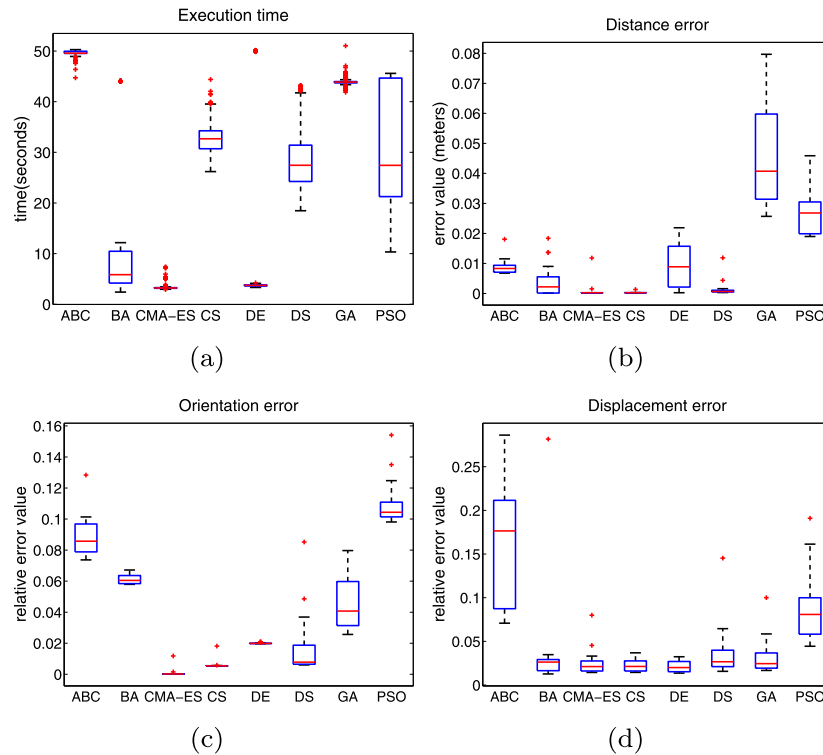 Execution time
time(seconds)
50
40
30
20
10
0
ABC BA CMA-ES CS DE DS GA PSO
(a)
Distance error
error value (meters)
0.08
0.07
0.06
0.05
0.04
0.03
0.02
0.01
0
ABC BA CMA-ES CS DE DS GA PSO
(b)
Orientation error
relative error value
0.16
0.14
0.12
0.1
0.08
0.06
0.04
0.02
0
ABC BA CMA-ES CS DE DS GA PSO
(c)
Displacement error
relative error value
0.25
0.2
0.15
0.1
0.05
0
ABC BA CMA-ES CS DE DS GA PSO
(d)